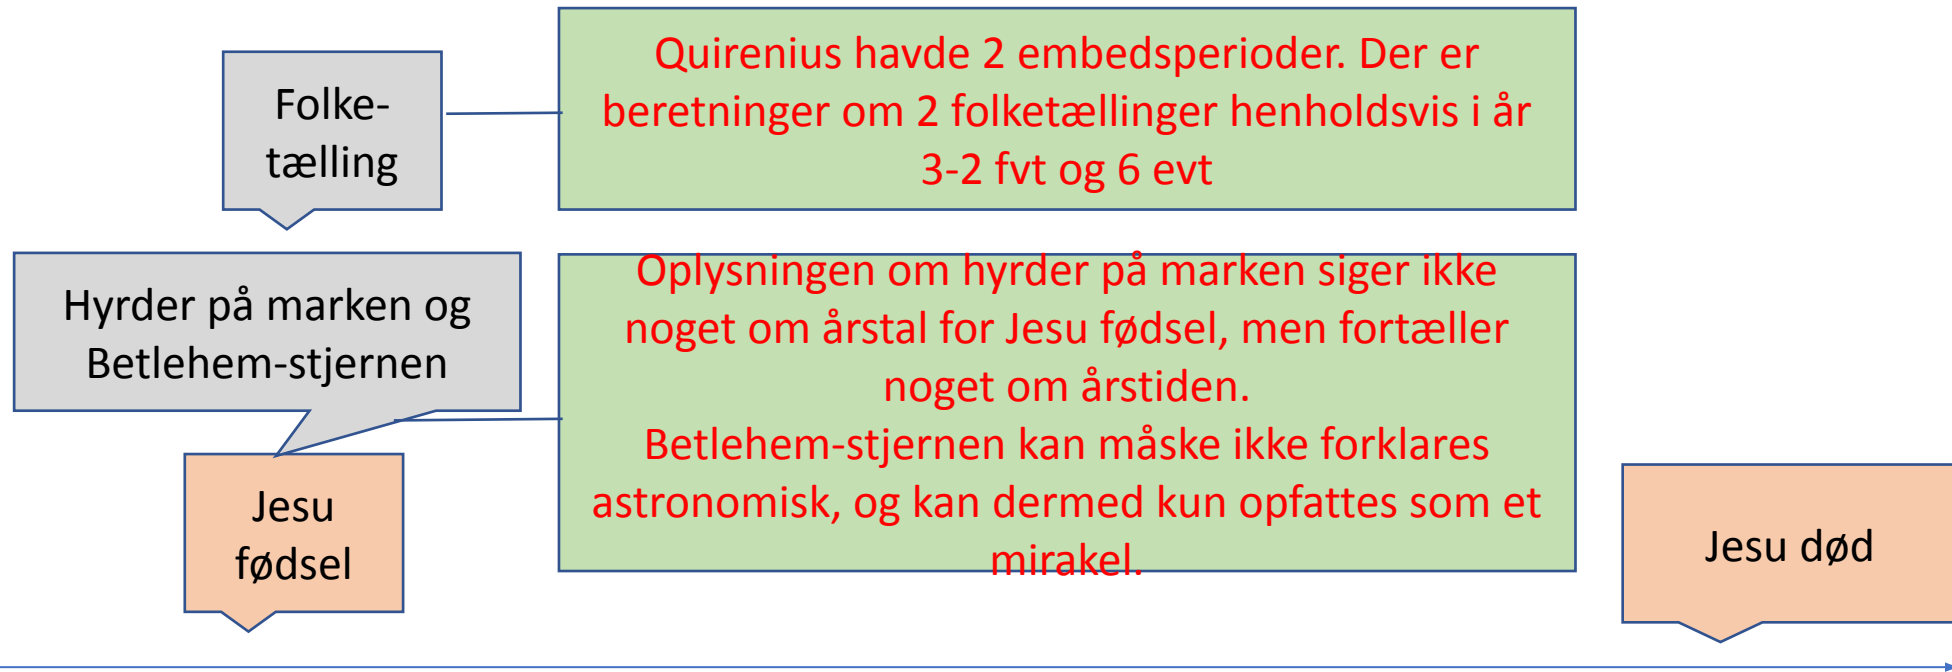 Folke-
tælling
Quirenius havde 2 embedsperioder. Der er
beretninger om 2 folketællinger henholdsvis i år
3-2 fvt og 6 evt
Hyrder på marken og
Betlehem-stjernen
Oplysningen om hyrder på marken siger ikke
noget om årstal for Jesu fødsel, men fortæller
noget om årstiden.
Betlehem-stjernen kan måske ikke forklares
astronomisk, og kan dermed kun opfattes som et
mirakel.
Jesu
fødsel
Jesu død